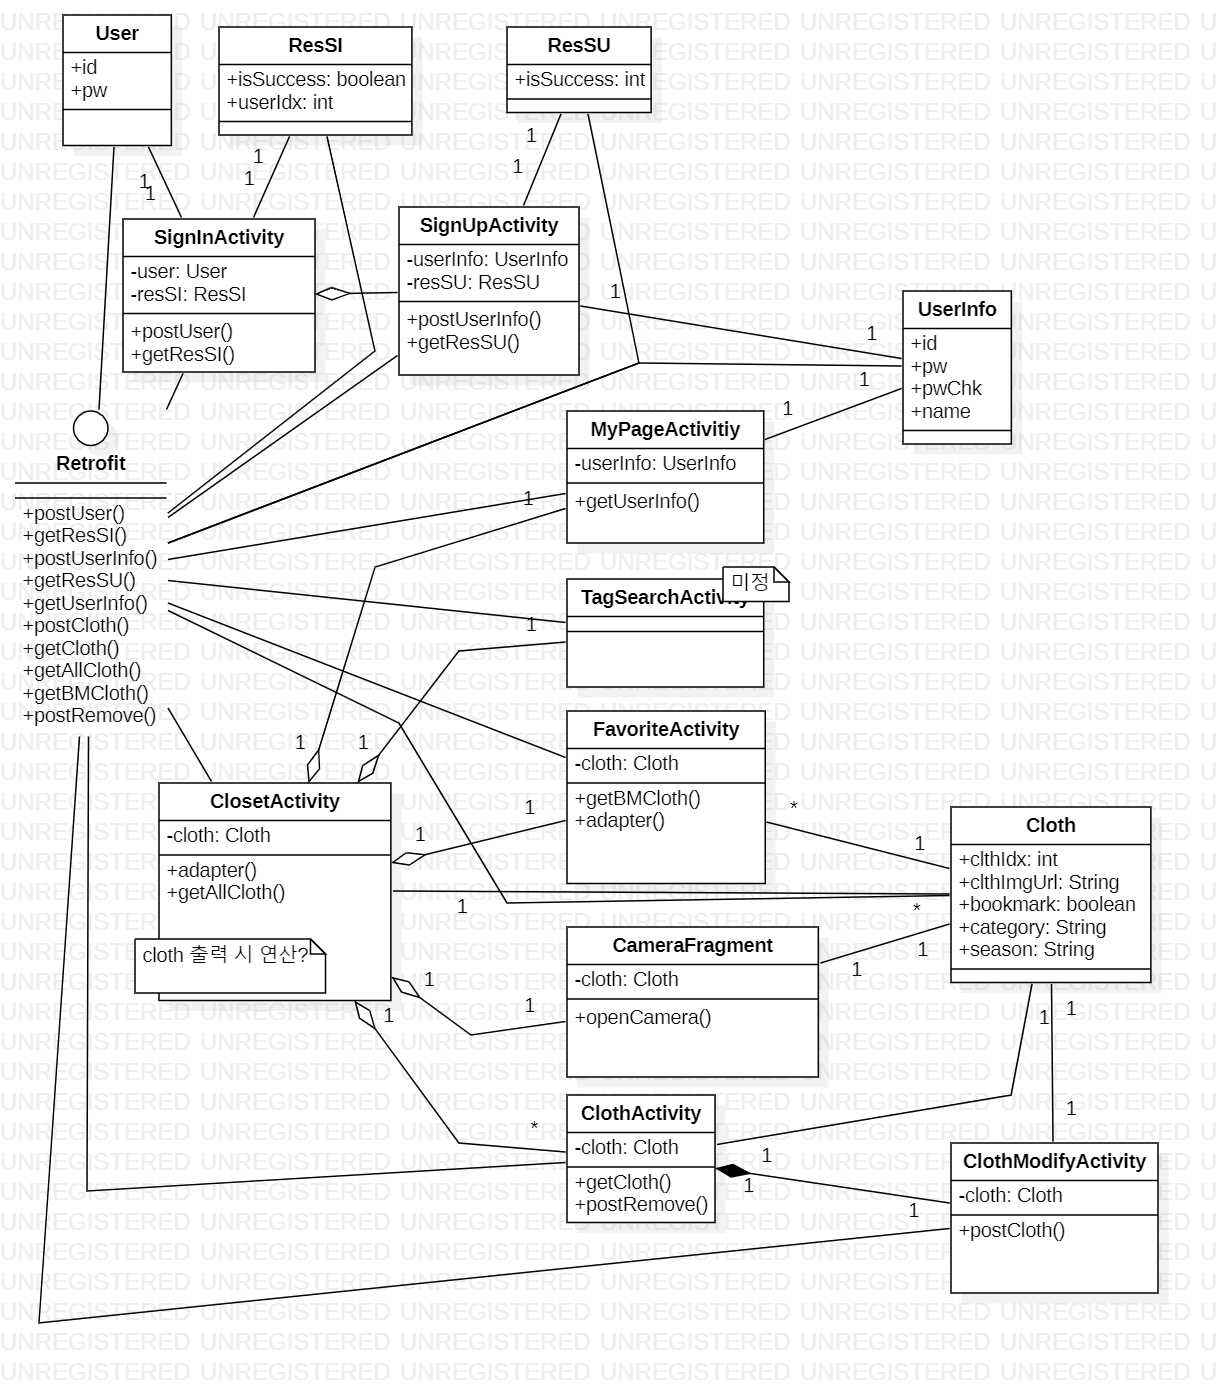 User
+id
+pw
ResSI
+isSuccess: boolean
+userIdx: int
ResSU
+isSuccess: int
1
1
1
1
1
1
SignInActivity
-user: User
-resSI: ResSI
+postUser()
+getResSI()
SignUpActivity
-userInfo: UserInfo
-resSU: ResSU
+postUserInfo()
+getResSU()
1
1
UserInfo
+id
+pw
+pwChk
+name
1
1
MyPageActivitiy
-userInfo: UserInfo
+getUserInfo()
1
Retrofit
+postUser()
+getResSI()
+postUserInfo()
+getResSU()
+getUserInfo()
+postCloth()
+getCloth()
+getAllCloth()
+getBMCloth()
+postRemove()
미정
TagSearchActivity
1
1
1
FavoriteActivity
-cloth: Cloth
+getBMCloth()
+adapter()
ClosetActivity
-cloth: Cloth
+adapter()
+getAllCloth()
cloth 출력 시 연산?
1
1
*
1
Cloth
+clthIdx: int
+clthImgUrl: String
+bookmark: boolean
+category: String
+season: String
1
*
CameraFragment
-cloth: Cloth
+openCamera()
1
1
1
1
1
*
1
1
1
ClothActivity
-cloth: Cloth
+getCloth()
+postRemove()
1
1
1
ClothModifyActivity
-cloth: Cloth
+postCloth()
UNREGISTERED UNREGISTERED UNREGISTERED UNREGISTERED UNREGISTERED UNREGISTERED U